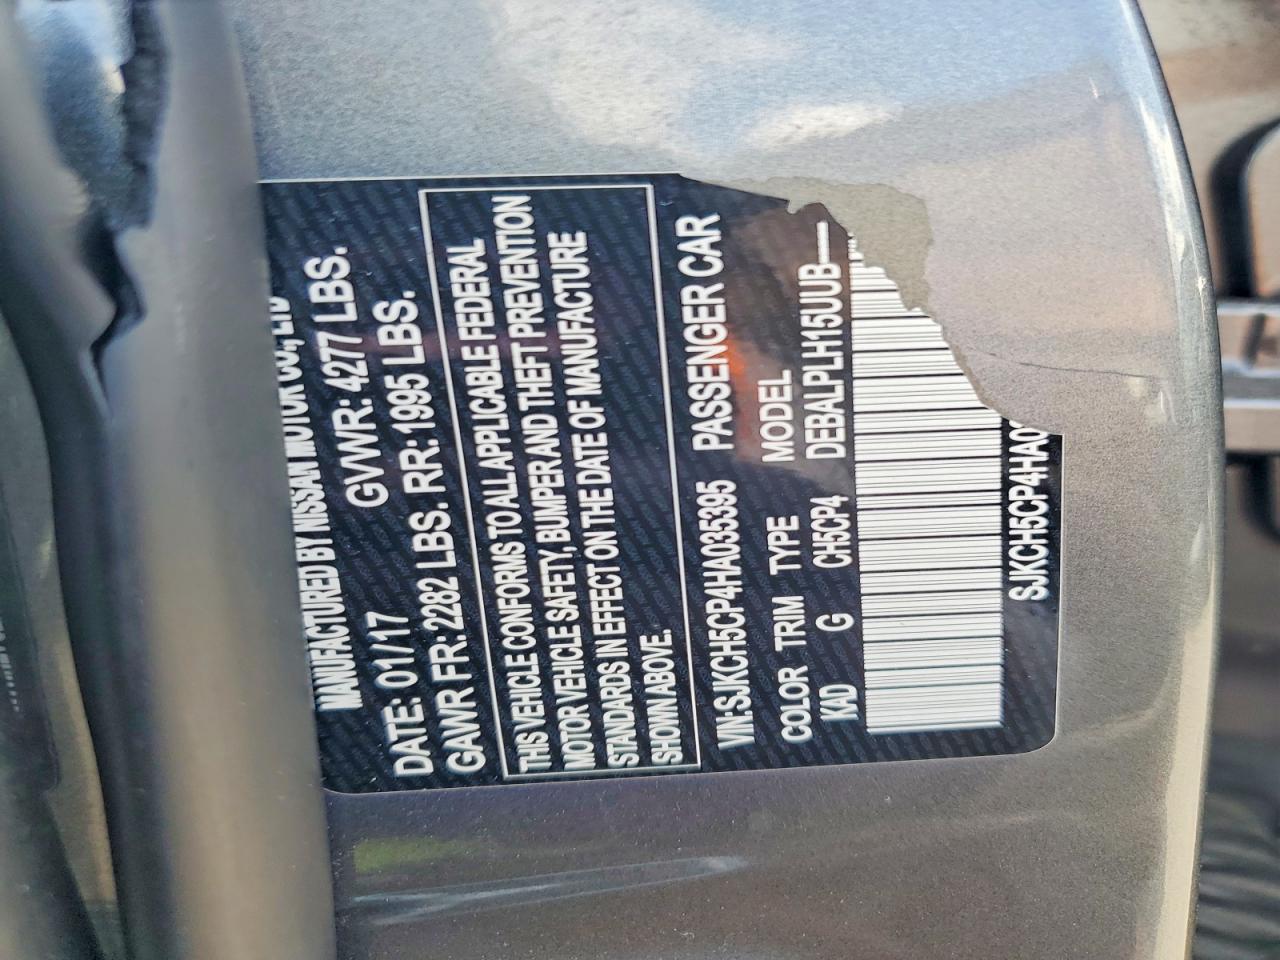 MANUFACTURED BY NISSAN MOTOR CO., LTD
DATE: 01/17 GVWR: 4277 LBS.
GAWR FR: 2282 LBS. RR: 1995 LBS.
THIS VEHICLE CONFORMS TO ALL APPLICABLE FEDERAL
MOTOR VEHICLE SAFETY, BUMPER AND THEFT PREVENTION
STANDARDS IN EFFECT ON THE DATE OF MANUFACTURE
SHOWN ABOVE.
VIN: SJKCH5CP4HA035395 PASSENGER CAR
COLOR TRIM TYPE MODEL
KAD G CH5CP4 DEBALPLH15UUB—
SJKCH5CP4HA0